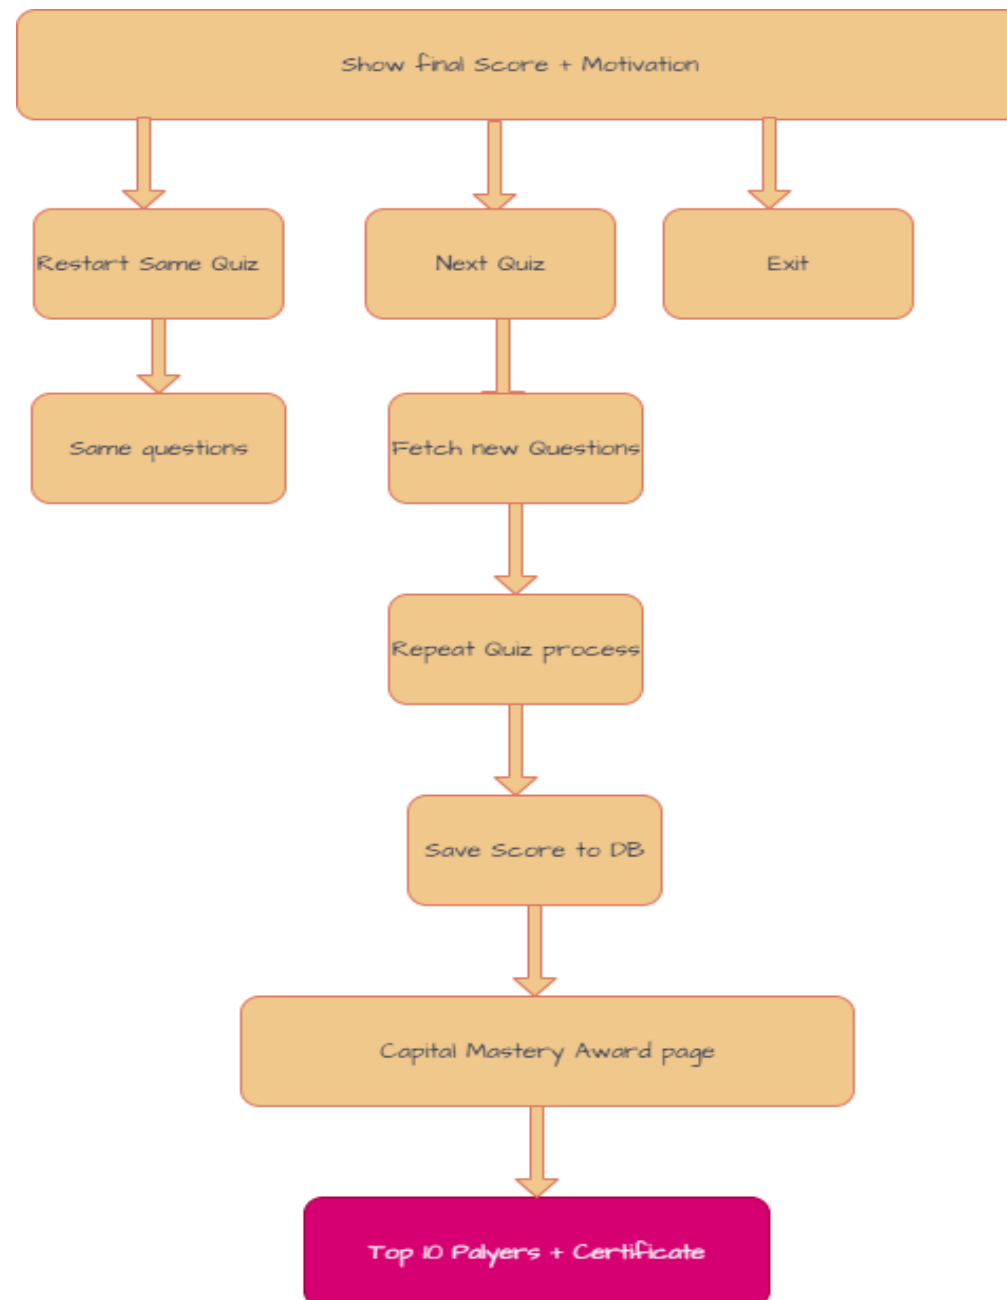 Show final Score + Motivation
Restart Same Quiz
Next Quiz
Exit
Same questions
Fetch new Questions
Repeat Quiz process
Save Score to DB
Capital Mastery Award page
Top 10 Palyers + Certificate